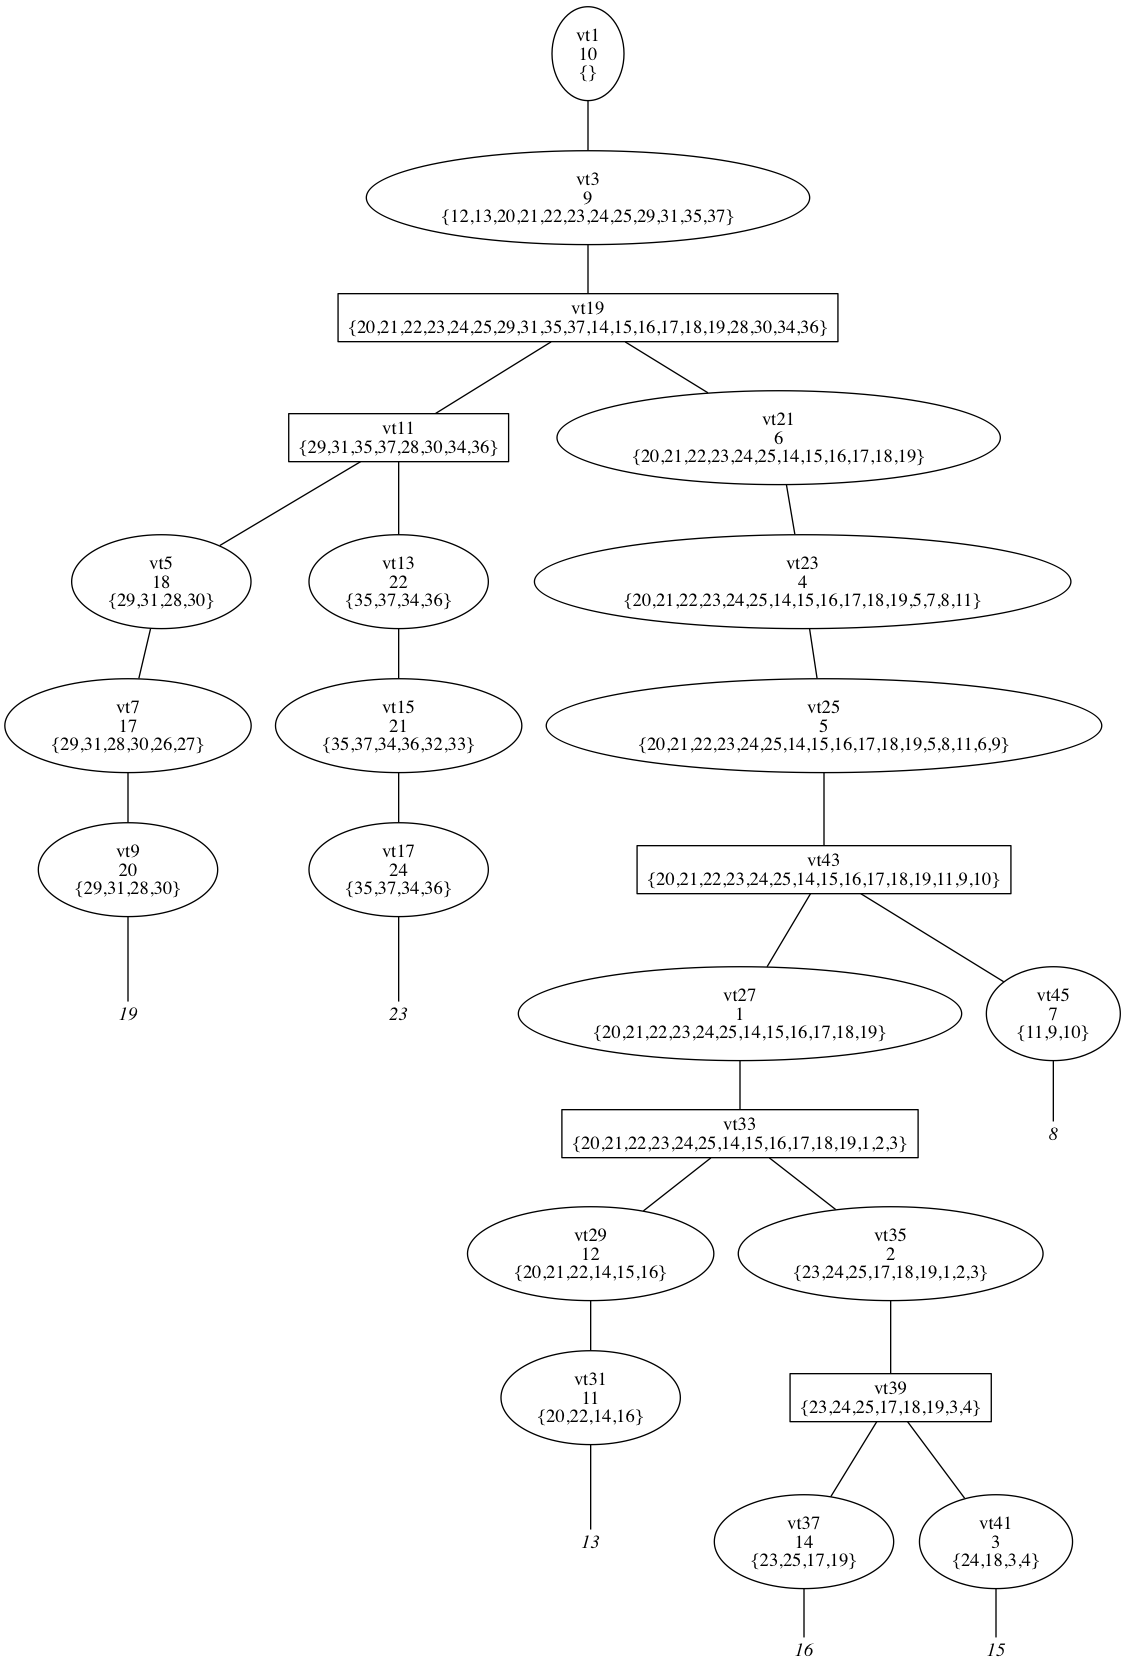 vt1
10
{}
vt3
9
{12,13,20,21,22,23,24,25,29,31,35,37}
vt19
{20,21,22,23,24,25,29,31,35,37,14,15,16,17,18,19,28,30,34,36}
vt11
{29,31,35,37,28,30,34,36}
vt21
6
{20,21,22,23,24,25,14,15,16,17,18,19}
vt5
18
{29,31,28,30}
vt13
22
{35,37,34,36}
vt23
4
{20,21,22,23,24,25,14,15,16,17,18,19,5,7,8,11}
vt7
17
{29,31,28,30,26,27}
vt15
21
{35,37,34,36,32,33}
vt25
5
{20,21,22,23,24,25,14,15,16,17,18,19,5,8,11,6,9}
vt9
20
{29,31,28,30}
vt17
24
{35,37,34,36}
vt43
{20,21,22,23,24,25,14,15,16,17,18,19,11,9,10}
19
23
vt27
1
{20,21,22,23,24,25,14,15,16,17,18,19}
vt45
7
{11,9,10}
vt33
{20,21,22,23,24,25,14,15,16,17,18,19,1,2,3}
8
vt29
12
{20,21,22,14,15,16}
vt35
2
{23,24,25,17,18,19,1,2,3}
vt31
11
{20,22,14,16}
vt39
{23,24,25,17,18,19,3,4}
13
vt37
14
{23,25,17,19}
vt41
3
{24,18,3,4}
16
15